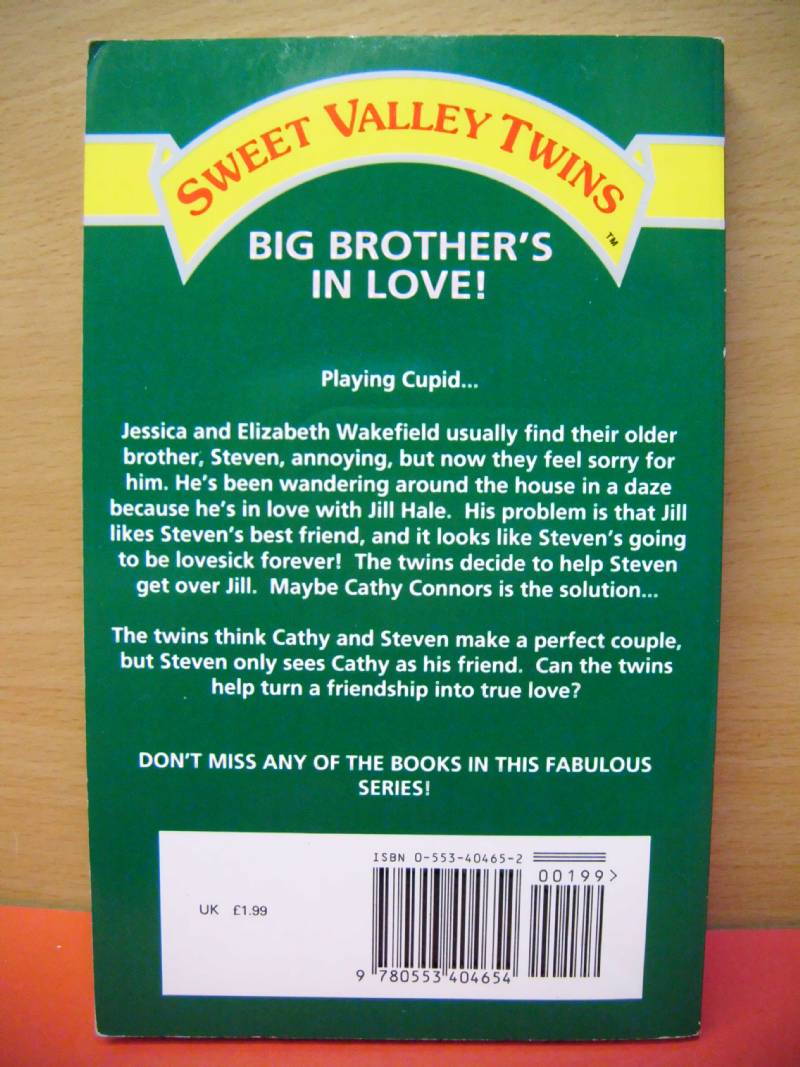 SWEET VALLEY TWINS
TM
BIG BROTHER'S
IN LOVE!
Playing Cupid...
Jessica and Elizabeth Wakefield usually find their older
brother, Steven, annoying, but now they feel sorry for
him. He's been wandering around the house in a daze
because he's in love with Jill Hale. His problem is that Jill
likes Steven's best friend, and it looks like Steven's going
to be lovesick forever! The twins decide to help Steven
get over Jill. Maybe Cathy Connors is the solution...
The twins think Cathy and Steven make a perfect couple,
but Steven only sees Cathy as his friend. Can the twins
help turn a friendship into true love?
DON'T MISS ANY OF THE BOOKS IN THIS FABULOUS
SERIES!
ISBN 0-553-40465-2
00199>
UK £1.99
9 780553 404654